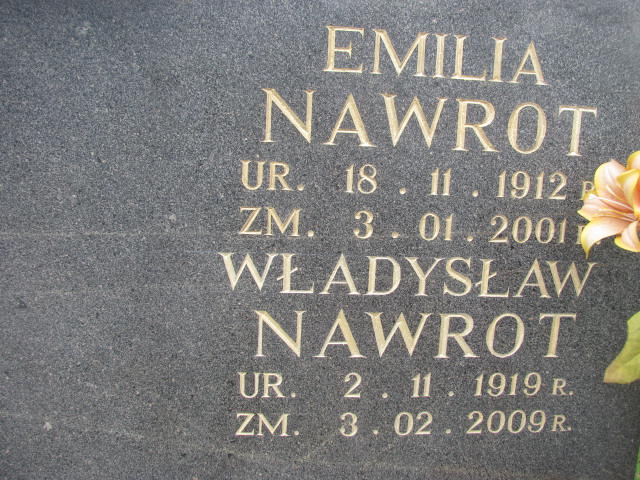 EMILIA
NAWROT
UR. 18 . 11 . 1912 R
ZM. 3 . 01 . 2001
WŁADYSŁAW
NAWROT
UR. 2 . 11 . 1919 R.
ZM. 3 . 02 . 2009 R.